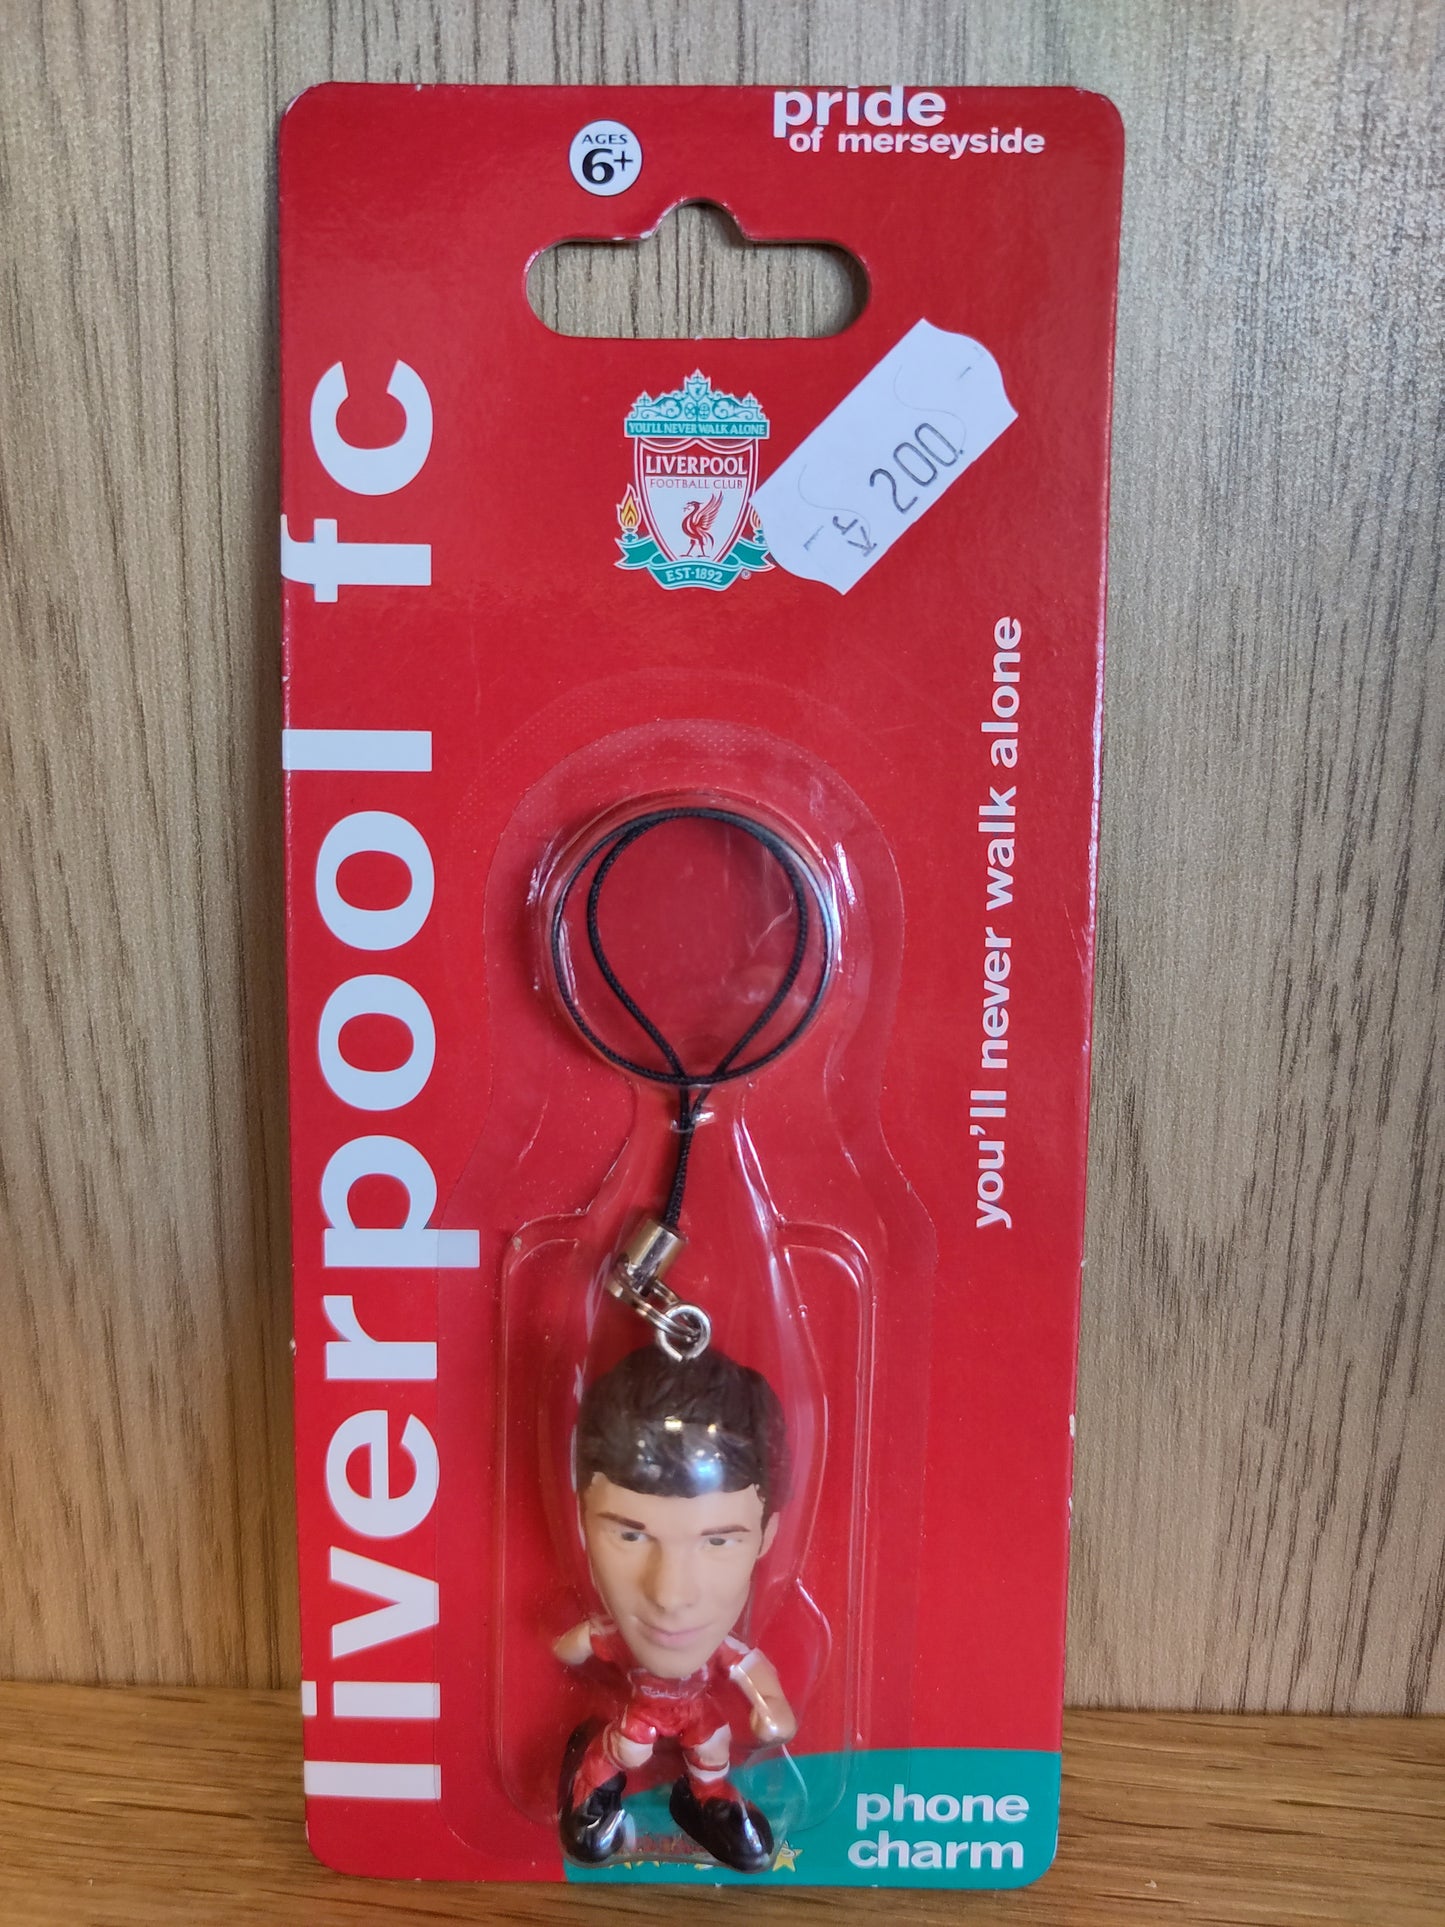 pride
of merseyside
AGES
6+
liverpool fc
YOU'LL NEVER WALK ALONE
LIVERPOOL
FOOTBALL CLUB
EST·1892
200.
you'll never walk alone
phone
charm